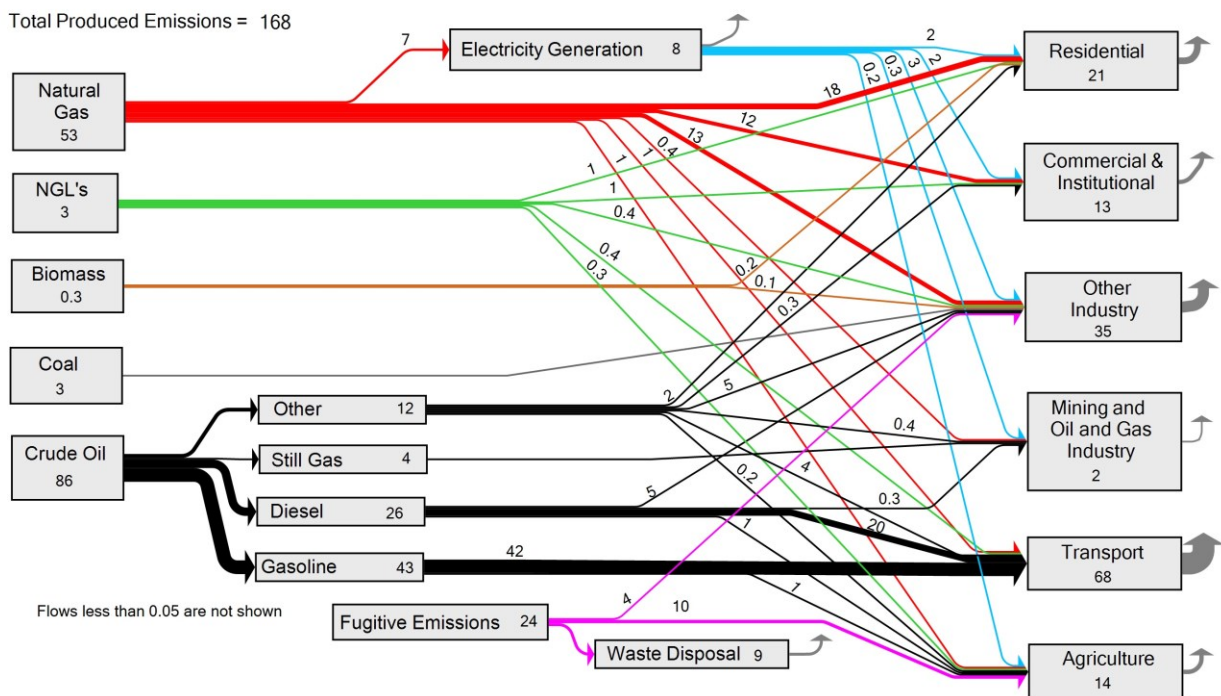 Total Produced Emissions = 168
7
Electricity Generation 8
2
Residential
21
Natural
Gas
53
0.2
0.3
3
2
18
12
13
0.4
1
1
1
Commercial &
Institutional
13
NGL's
3
1
1
0.4
0.4
0.3
Biomass
0.3
0.2
0.1
0.3
Other
Industry
35
Coal
3
Other 12
2
5
0.4
Mining and
Oil and Gas
Industry
2
Crude Oil
86
Still Gas 4
0.2
4
Diesel 26
5
0.3
1
20
Gasoline 43
42
1
Transport
68
Flows less than 0.05 are not shown
4
10
Fugitive Emissions 24
Waste Disposal 9
Agriculture
14